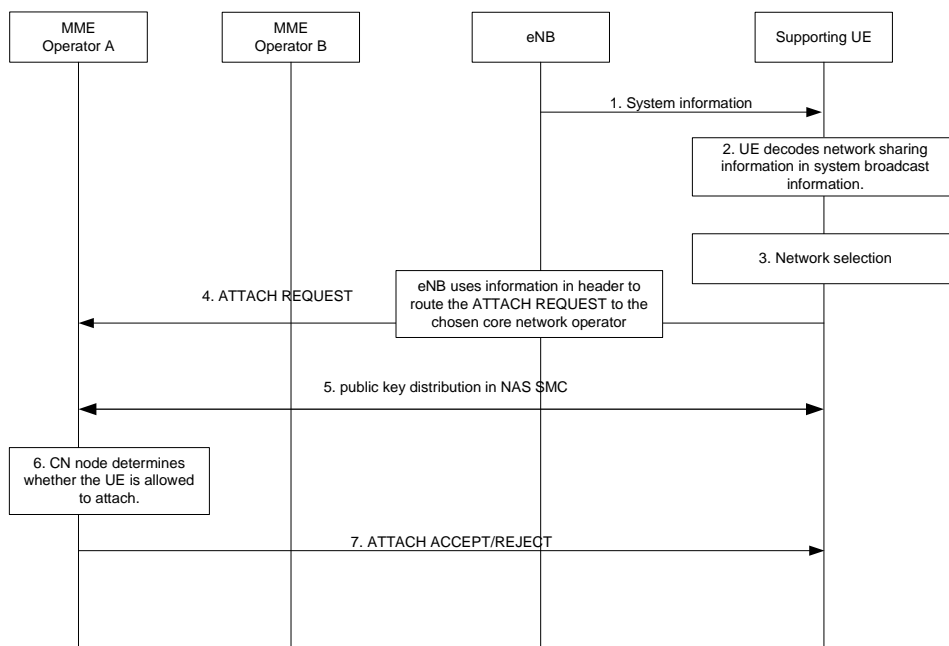 MME
Operator A
MME
Operator B
eNB
Supporting UE
1. System information
2. UE decodes network sharing
information in system broadcast
information.
3. Network selection
4. ATTACH REQUEST
eNB uses information in header to
route the ATTACH REQUEST to the
chosen core network operator
5. public key distribution in NAS SMC
6. CN node determines
whether the UE is allowed
to attach.
7. ATTACH ACCEPT/REJECT